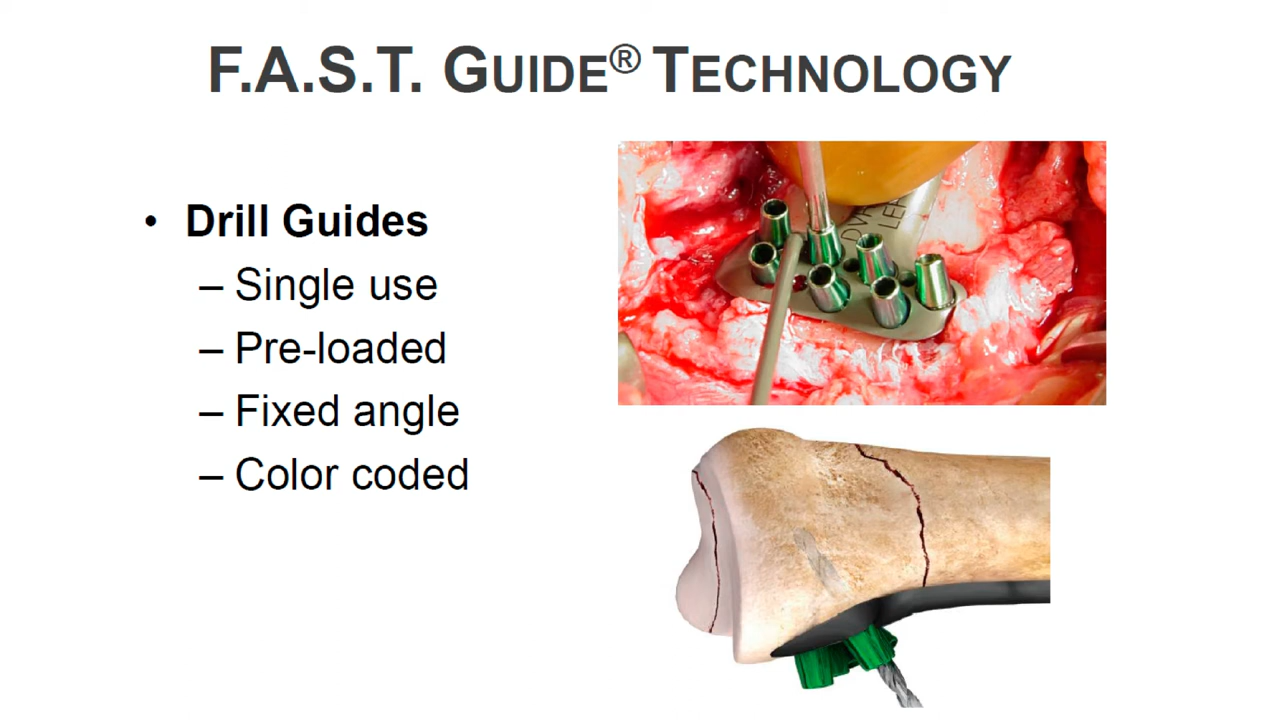 F.A.S.T. GUIDE® TECHNOLOGY
• Drill Guides
– Single use
– Pre-loaded
– Fixed angle
– Color coded